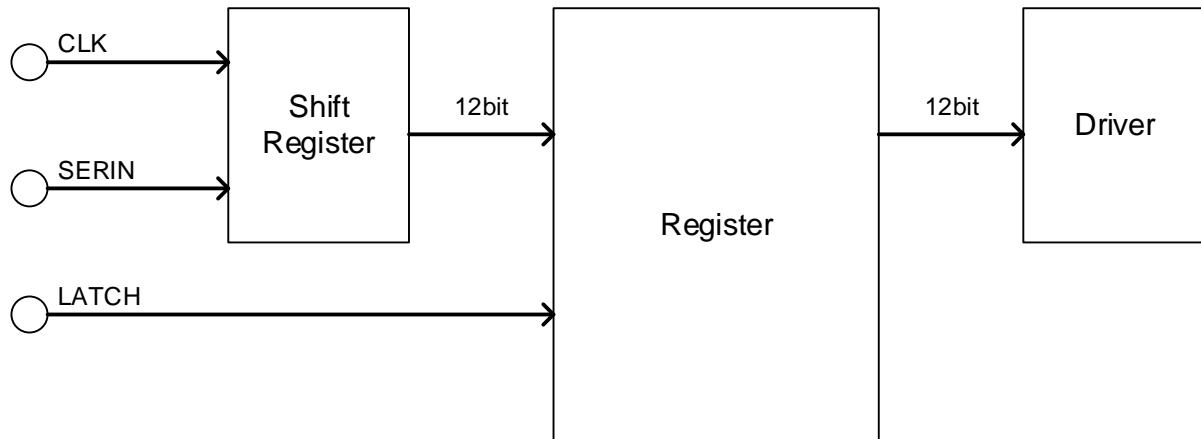 CLK
Shift
Register
12bit
12bit
Driver
SERIN
Register
LATCH